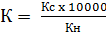 К = Кс х 10000 / Кн